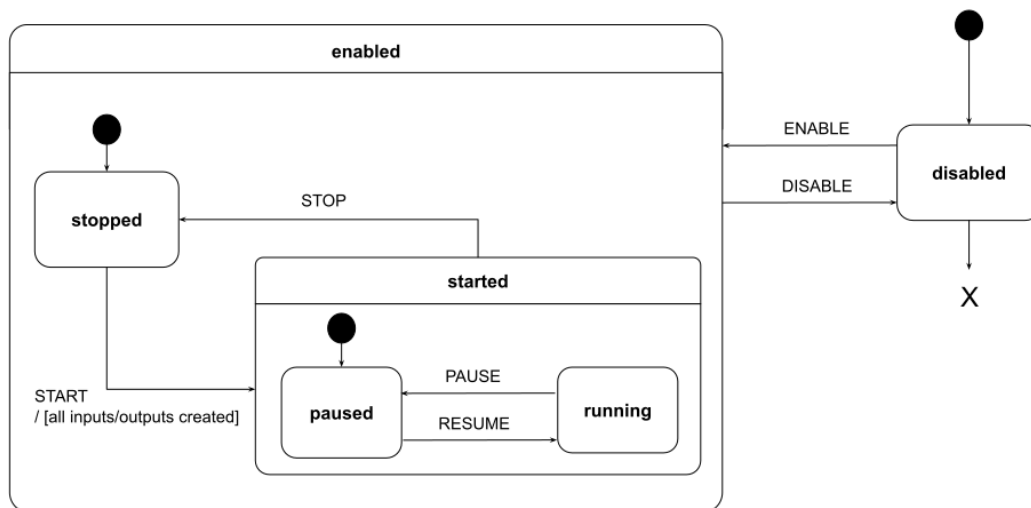 enabled
ENABLE
disabled
DISABLE
stopped
STOP
started
X
START
/ [all inputs/outputs created]
paused
PAUSE
RESUME
running